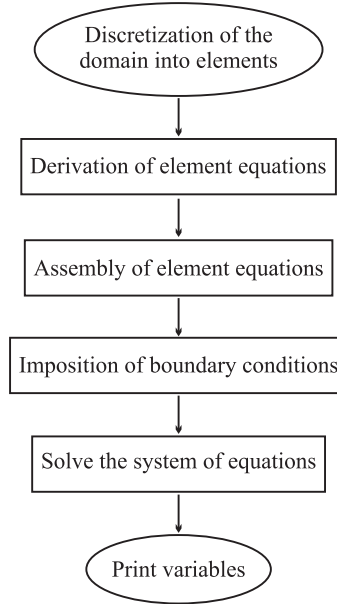 Discretization of the
domain into elements
Derivation of element equations
Assembly of element equations
Imposition of boundary conditions
Solve the system of equations
Print variables